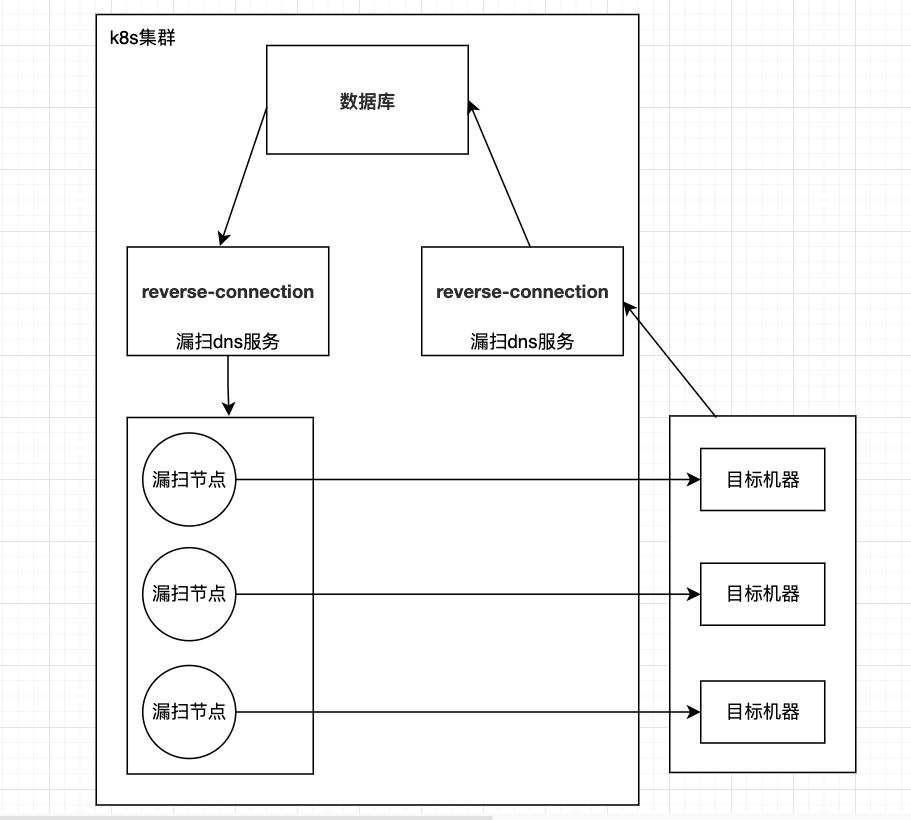 k8s集群
数据库
reverse-connection
漏扫dns服务
reverse-connection
漏扫dns服务
漏扫节点
目标机器
漏扫节点
目标机器
漏扫节点
目标机器